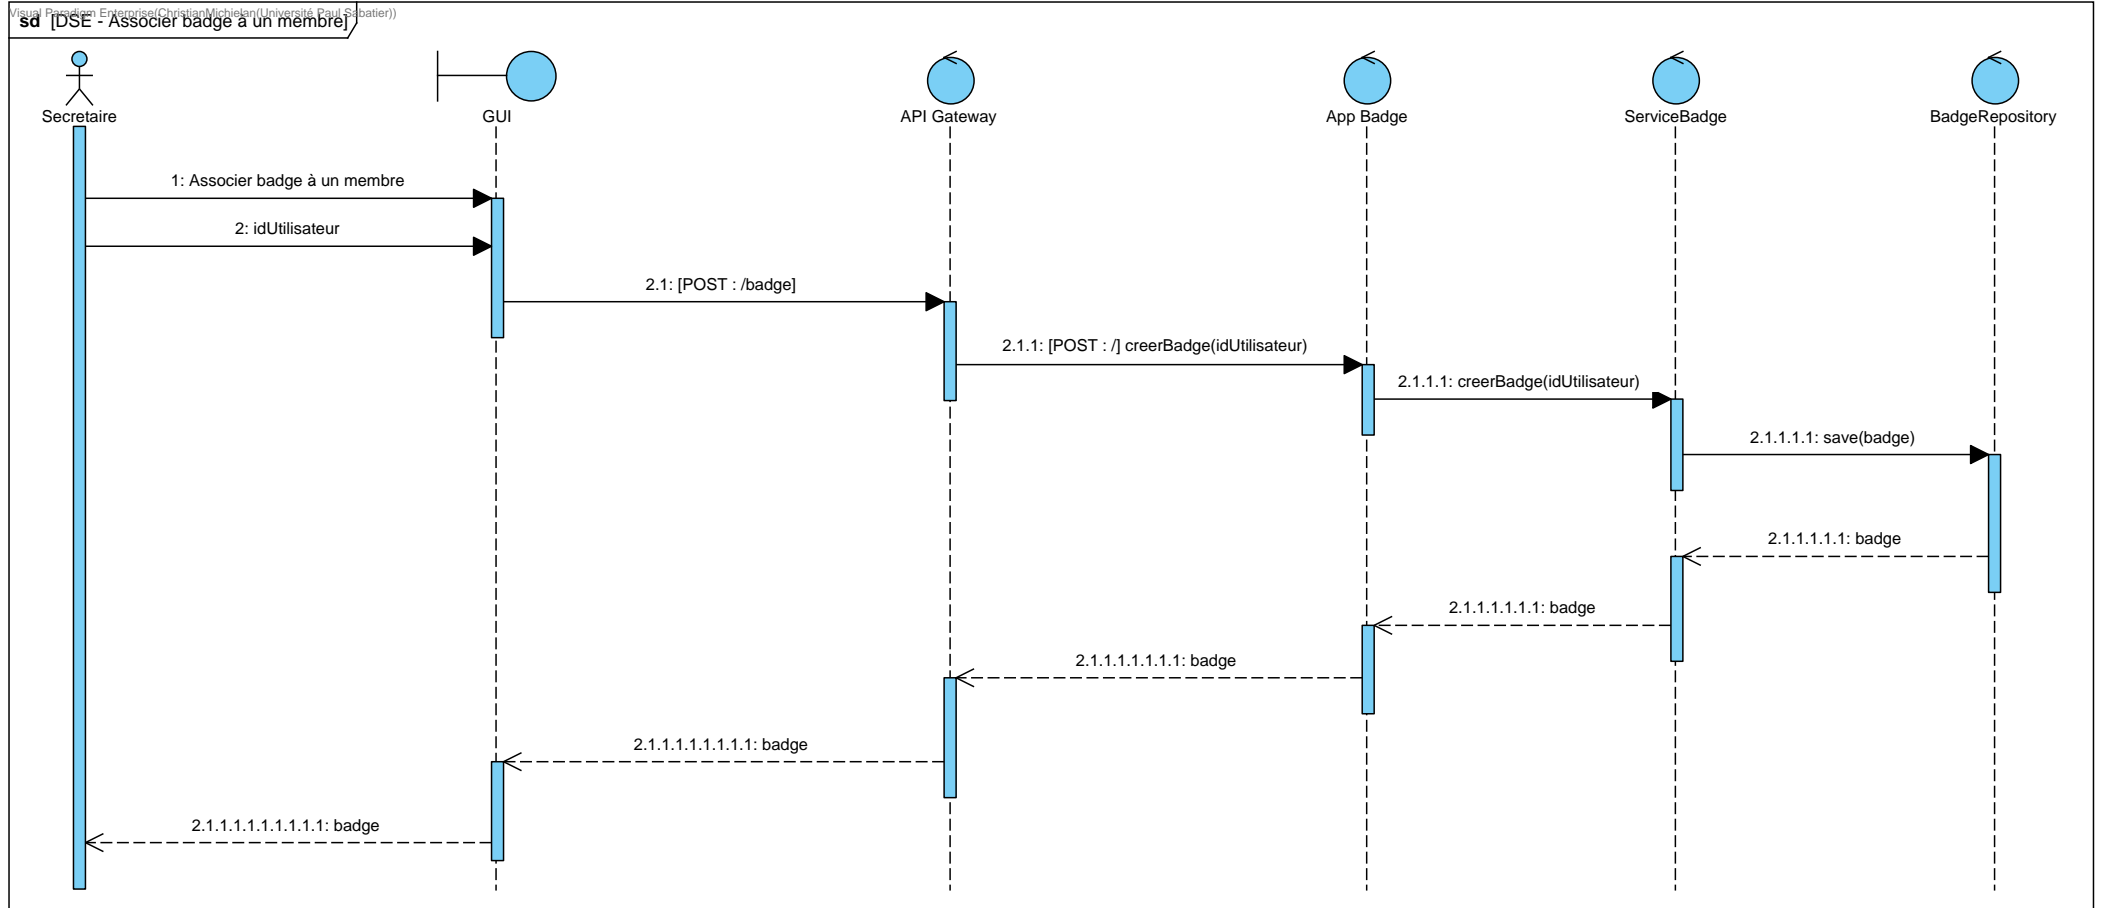 Visual Paradigm Enterprise(ChristianMichielan(Université Paul Sabatier))
sd [DSE - Associer badge à un membre]
Secretaire
GUI
API Gateway
App Badge
ServiceBadge
BadgeRepository
1: Associer badge à un membre
2: idUtilisateur
2.1: [POST : /badge]
2.1.1: [POST : /] creerBadge(idUtilisateur)
2.1.1.1: creerBadge(idUtilisateur)
2.1.1.1.1: save(badge)
2.1.1.1.1.1: badge
2.1.1.1.1.1.1: badge
2.1.1.1.1.1.1.1: badge
2.1.1.1.1.1.1.1.1: badge
2.1.1.1.1.1.1.1.1.1: badge